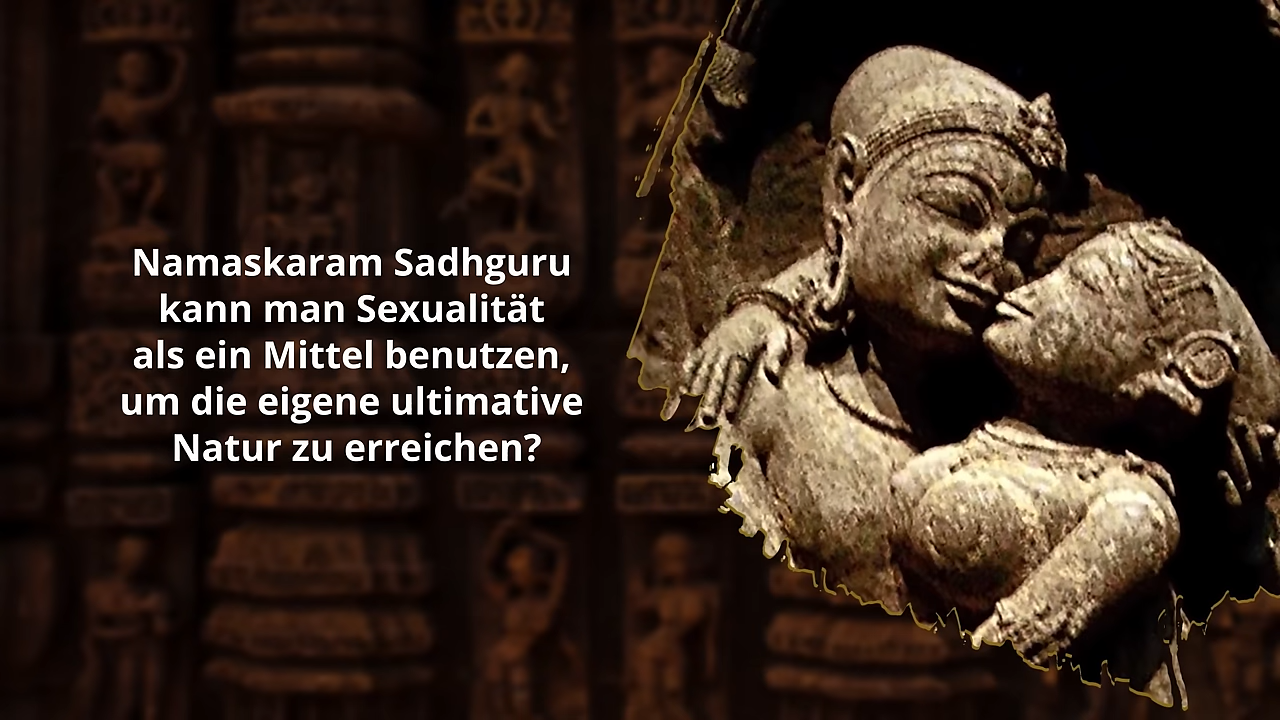 Namaskaram Sadhguru
kann man Sexualität
als ein Mittel benutzen,
um die eigene ultimative
Natur zu erreichen?